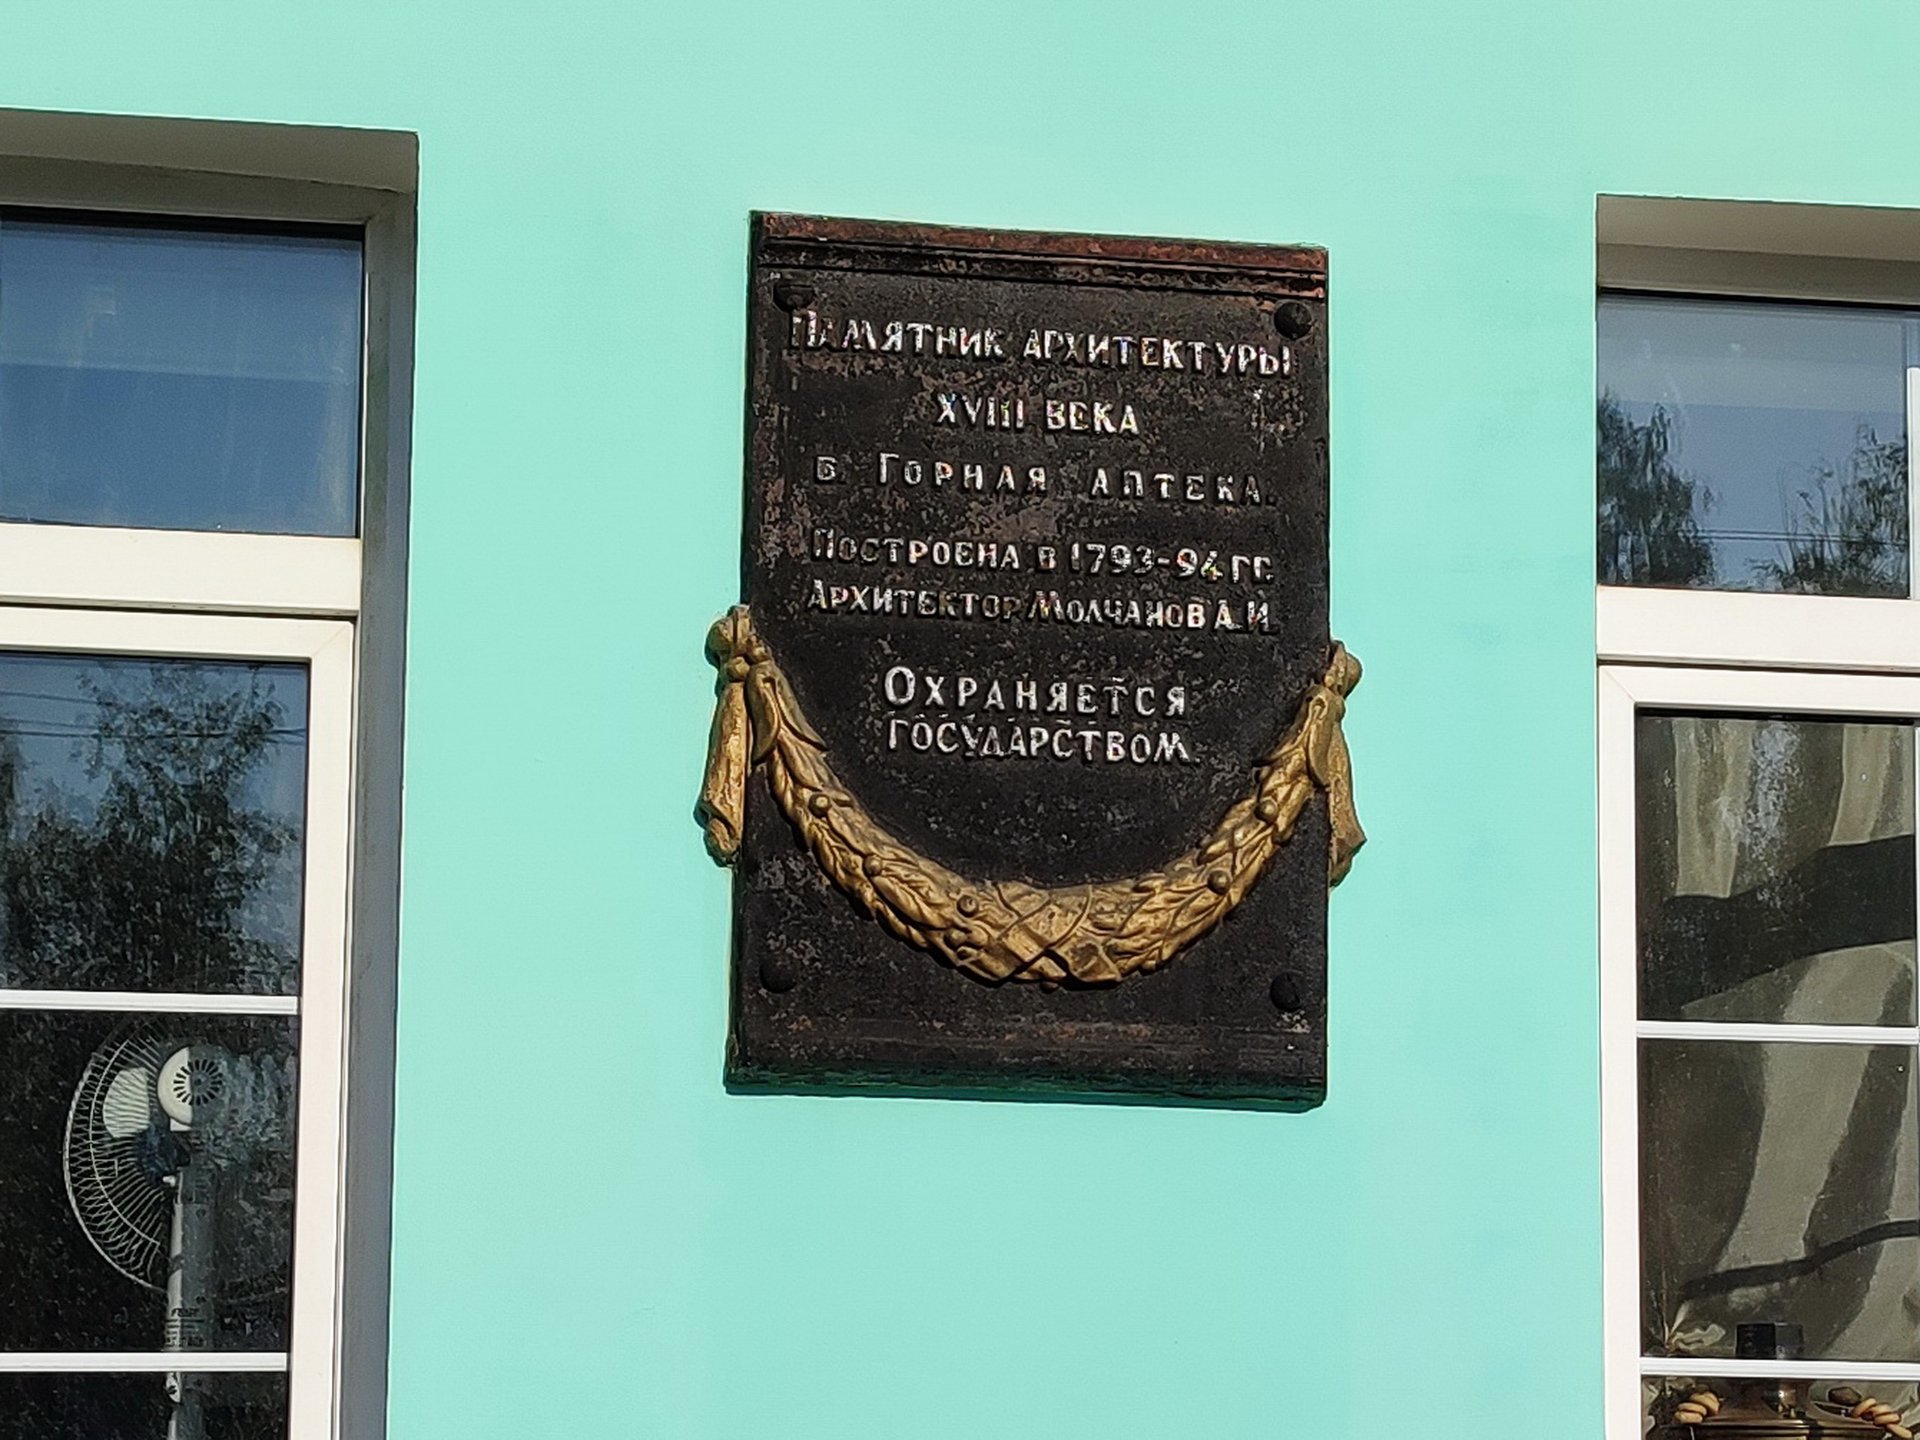 Памятник архитектуры
XVIII века
б. Горная аптека.
Построена в 1793-94 гг.
Архитектор Молчанов А.И.
Охраняется
государством.